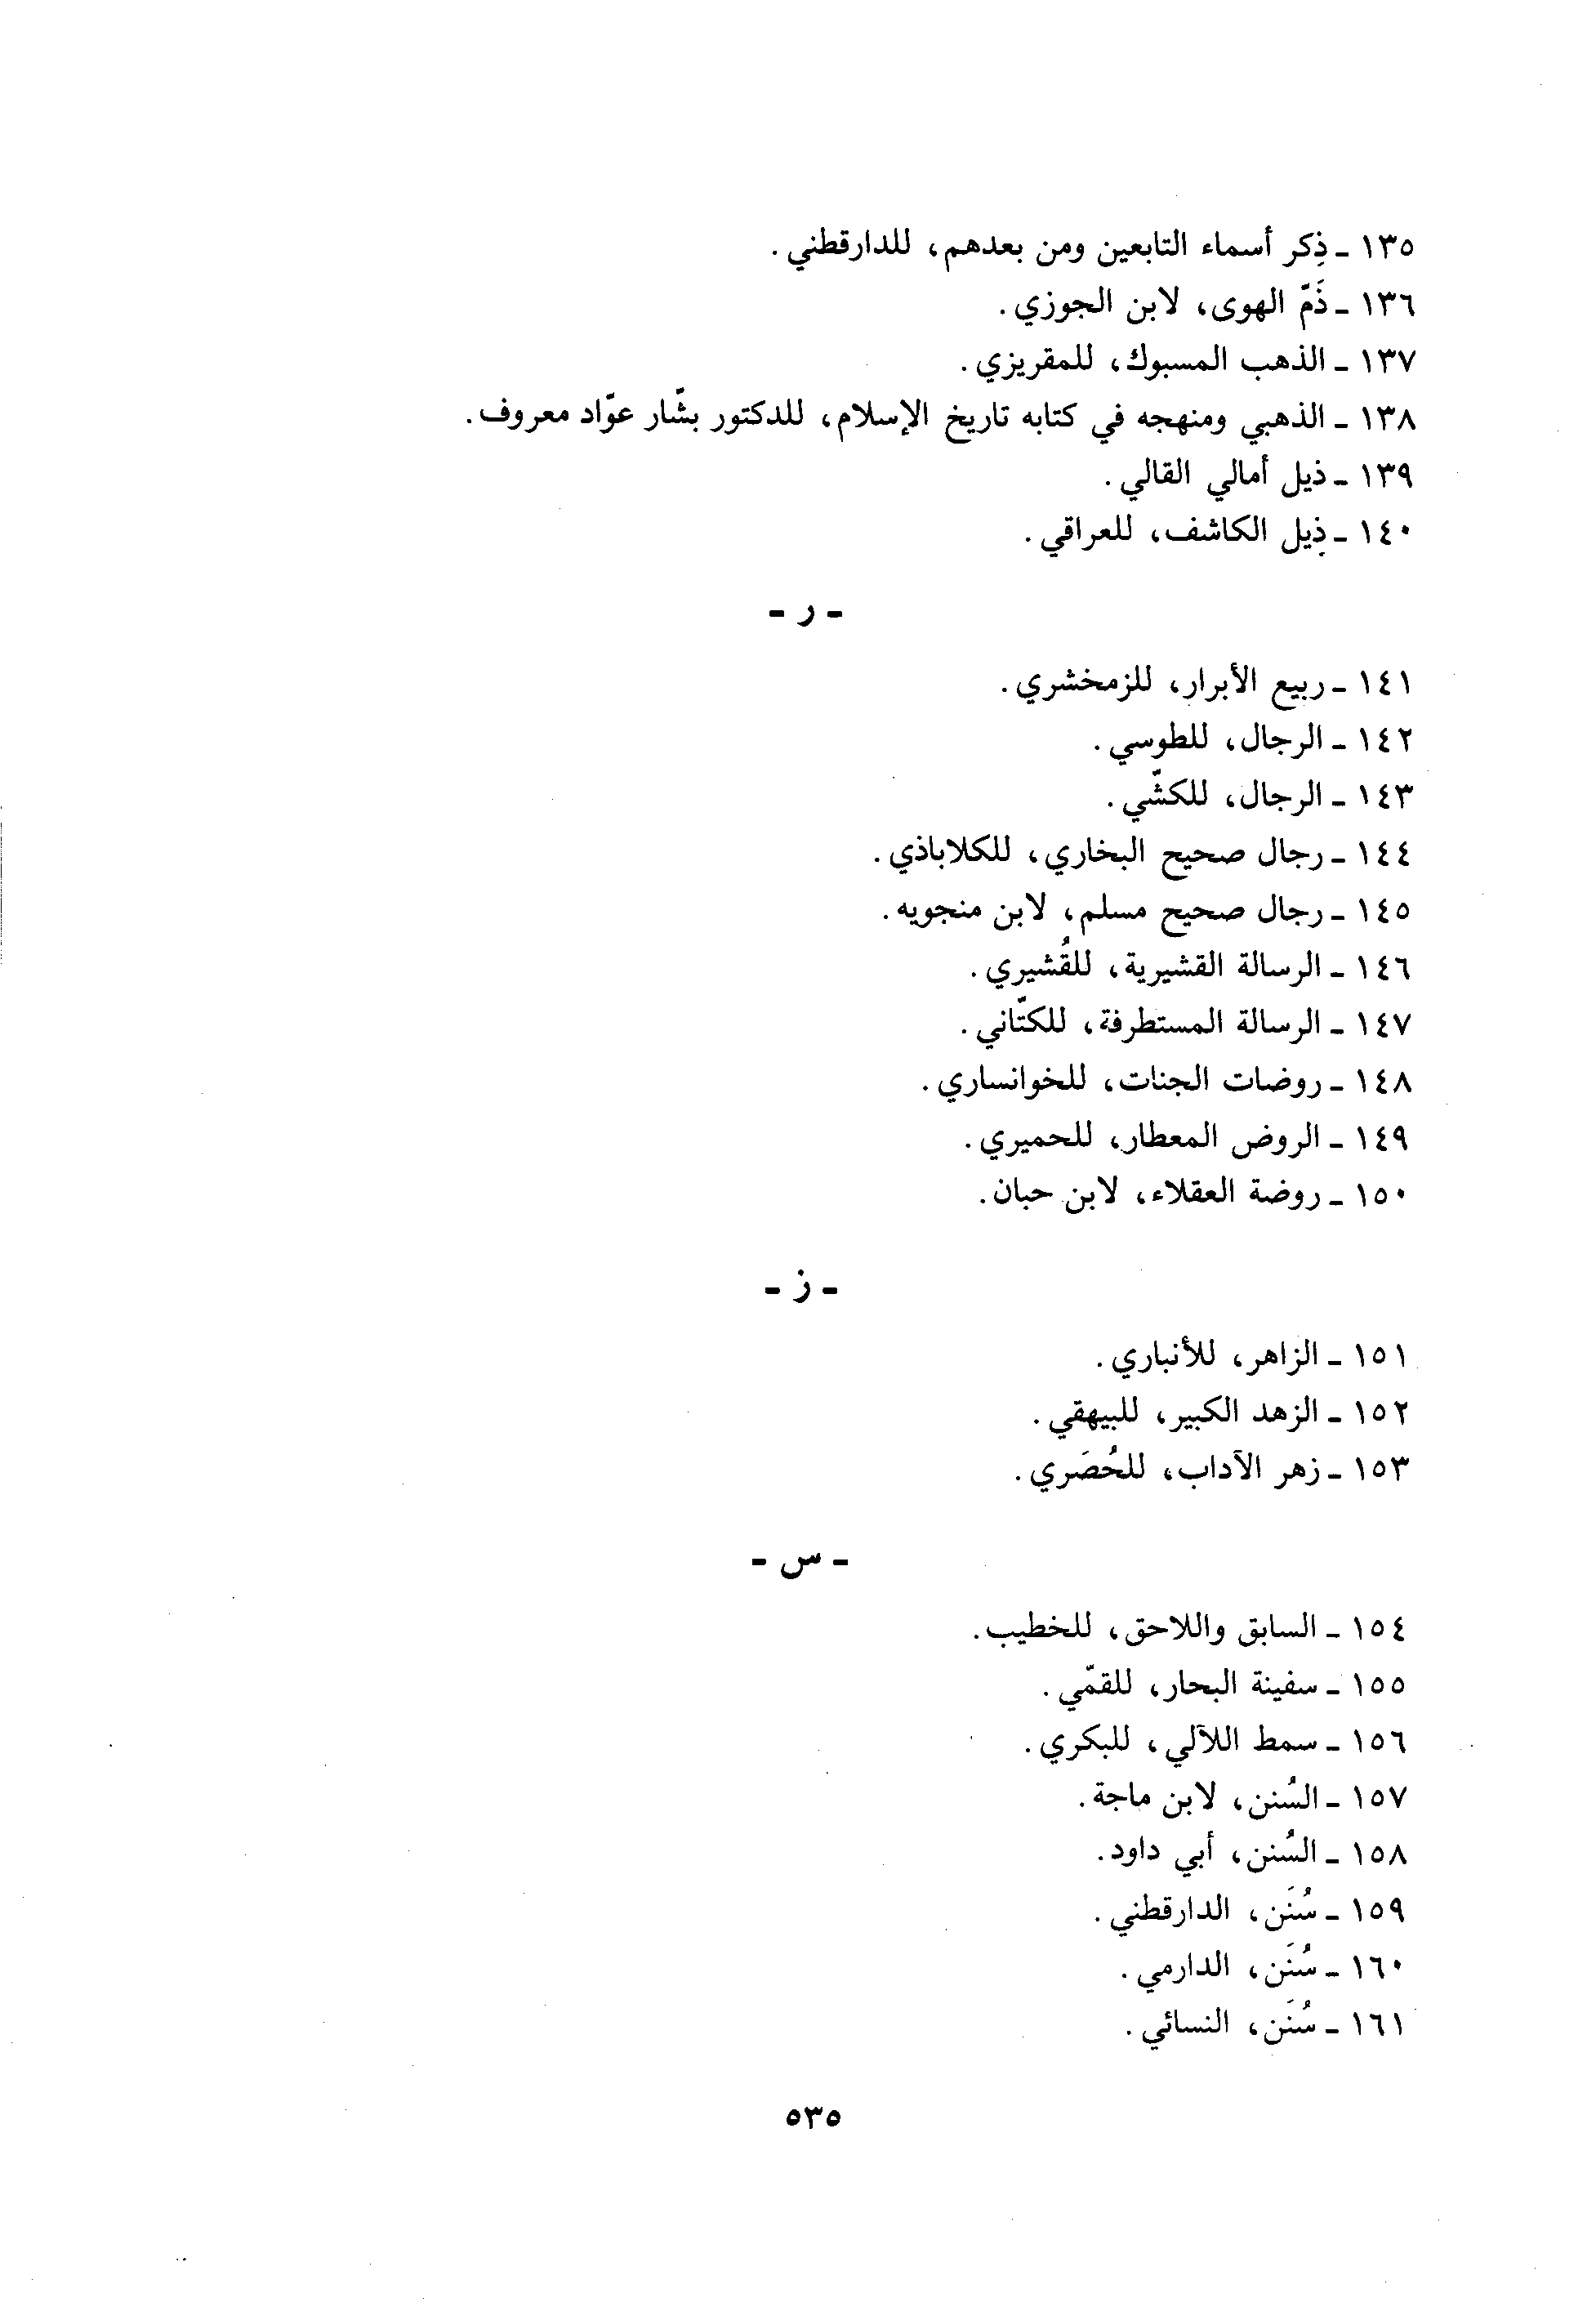 ١٣٥ - ذِكر أسماء التابعين ومن بعدهم، للدارقطني.
١٣٦ - ذَمّ الهوى، لابن الجوزي.
١٣٧ - الذهب المسبوك، للمقريزي.
١٣٨ - الذهبي ومنهجه في كتابه تاريخ الإسلام، للدكتور بشّار عوّاد معروف.
١٣٩ - ذيل أمالي القالي.
١٤٠ - ذيل الكاشف، للعراقي.
- ر -
١٤١ - ربيع الأبرار، للزمخشري.
١٤٢ - الرجال، للطوسي.
١٤٣ - الرجال، للكشّي.
١٤٤ - رجال صحيح البخاري، للكلاباذي.
١٤٥ - رجال صحيح مسلم، لابن منجويه.
١٤٦ - الرسالة القشيرية، للقُشيري.
١٤٧ - الرسالة المستطرفة، للكتّاني.
١٤٨ - روضات الجنات، للخوانساري.
١٤٩ - الروض المعطار، للحميري.
١٥٠ - روضة العقلاء، لابن حبان.
- ز -
١٥١ - الزاهر، للأنباري.
١٥٢ - الزهد الكبير، للبيهقي.
١٥٣ - زهر الآداب، للحُصَري.
- س -
١٥٤ - السابق واللاحق، للخطيب.
١٥٥ - سفينة البحار، للقمّي.
١٥٦ - سمط اللآلي، للبكري.
١٥٧ - السُنن، لابن ماجة.
١٥٨ - السُنن، أبي داود.
١٥٩ - سُنَن، الدارقطني.
١٦٠ - سُنَن، الدارمي.
١٦١ - سُنَن، النسائي.
٥٣٥